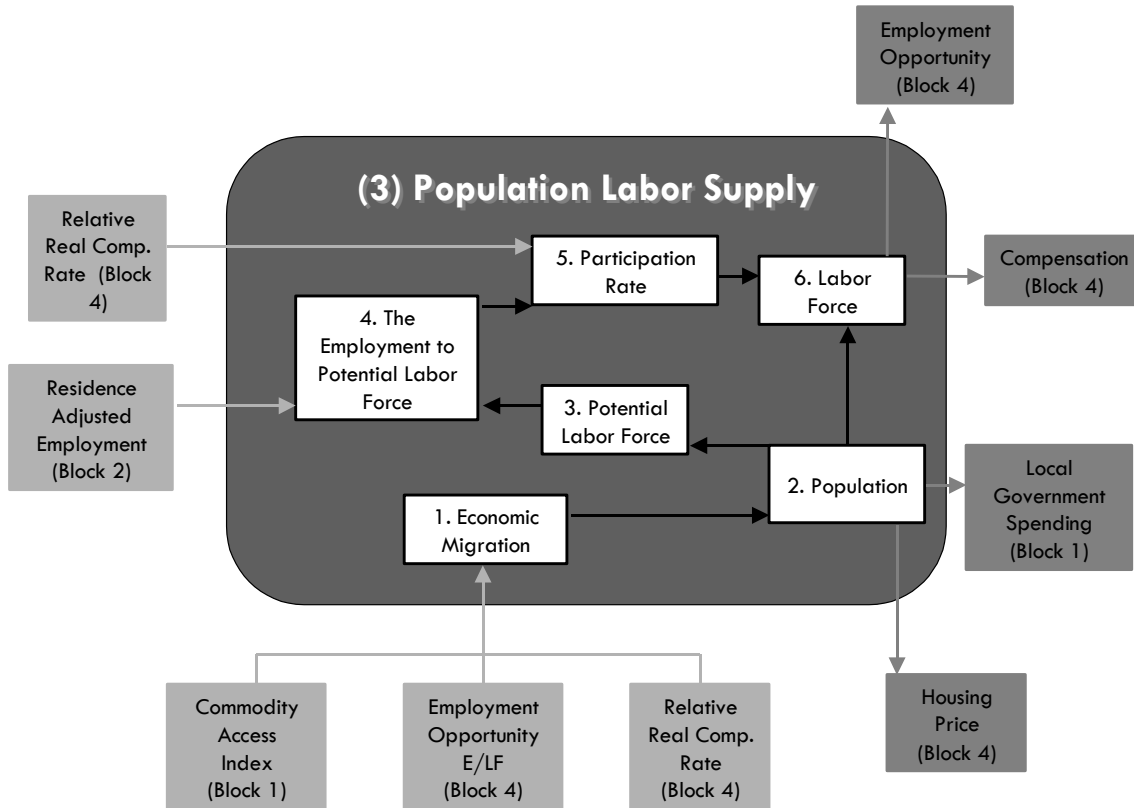 Employment
Opportunity
(Block 4)
(3) Population Labor Supply
Relative
Real Comp.
Rate (Block
4)
5. Participation
Rate
6. Labor
Force
Compensation
(Block 4)
4. The
Employment to
Potential Labor
Force
Residence
Adjusted
Employment
(Block 2)
3. Potential
Labor Force
2. Population
Local
Government
Spending
(Block 1)
1. Economic
Migration
Commodity
Access
Index
(Block 1)
Employment
Opportunity
E/LF
(Block 4)
Relative
Real Comp.
Rate
(Block 4)
Housing
Price
(Block 4)